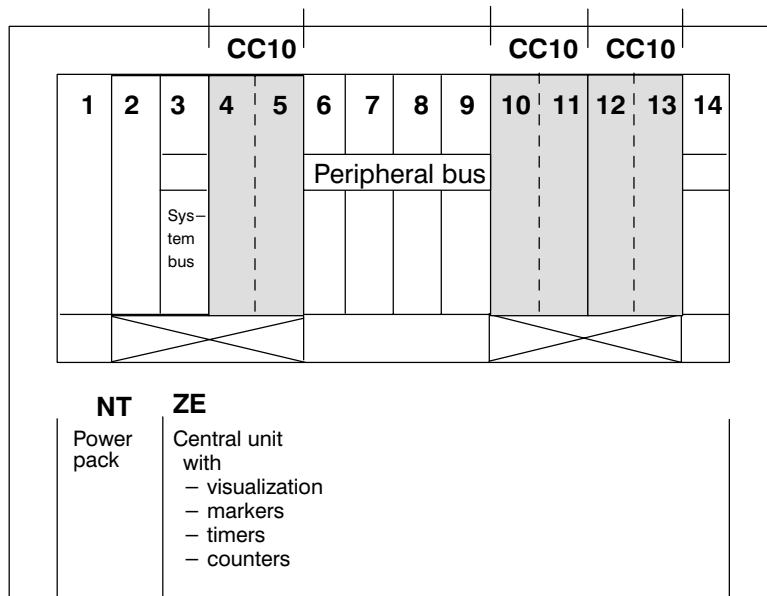 CC10 CC10 CC10
1 2 3 4 5 6 7 8 9 10 11 12 13 14
Peripheral bus
Sys–
tem
bus
NT ZE
Power
pack
Central unit
with
– visualization
– markers
– timers
– counters